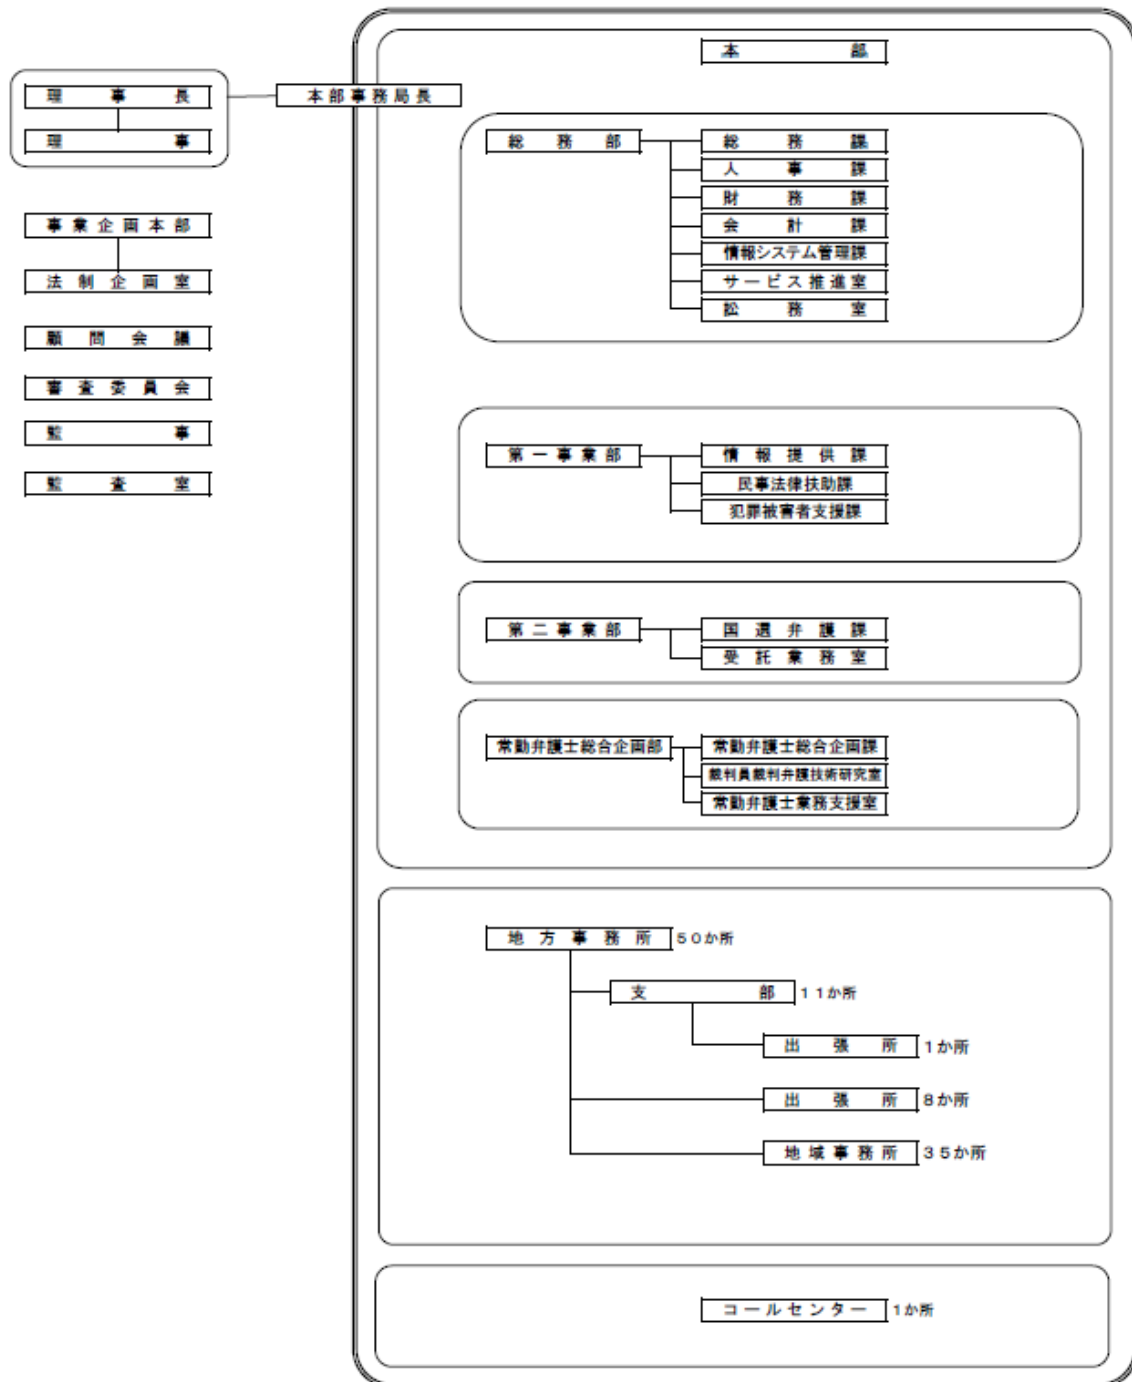 本部
理事長
本部事務局長
理事
事業企画本部
法制企画室
顧問会議
審査委員会
監事
監査室
総務部
総務課
人事課
財務課
会計課
情報システム管理課
サービス推進室
訟務室
第一事業部
情報提供課
民事法律扶助課
犯罪被害者支援課
第二事業部
国選弁護課
受託業務室
常勤弁護士総合企画部
常勤弁護士総合企画課
裁判員裁判弁護技術研究室
常勤弁護士業務支援室
地方事務所 50か所
支部 11か所
出張所 1か所
出張所 8か所
地域事務所 35か所
コールセンター 1か所